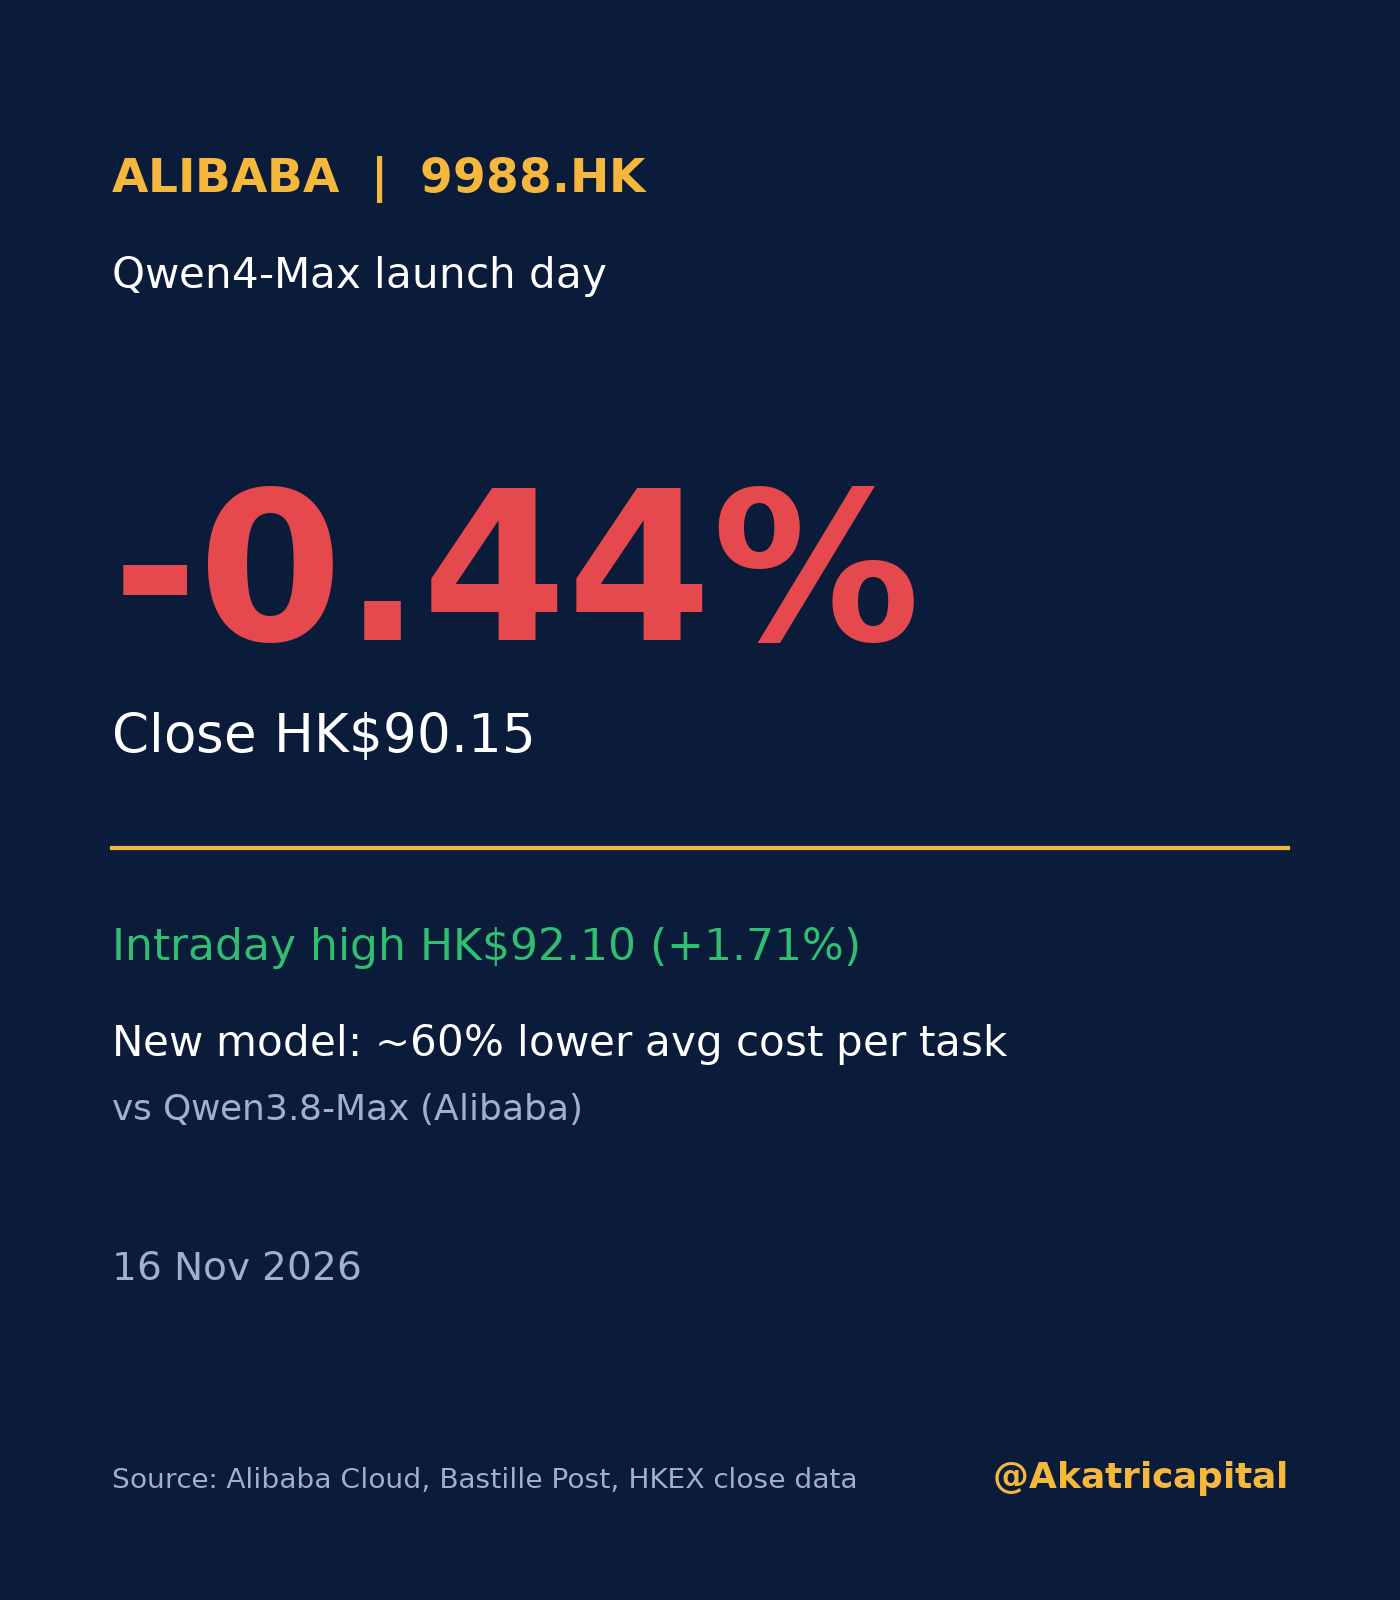 ALIBABA | 9988.HK
Qwen4-Max launch day
-0.44%
Close HK$90.15
Intraday high HK$92.10 (+1.71%)
New model: ~60% lower avg cost per task
vs Qwen3.8-Max (Alibaba)
16 Nov 2026
Source: Alibaba Cloud, Bastille Post, HKEX close data
@Akatricapital